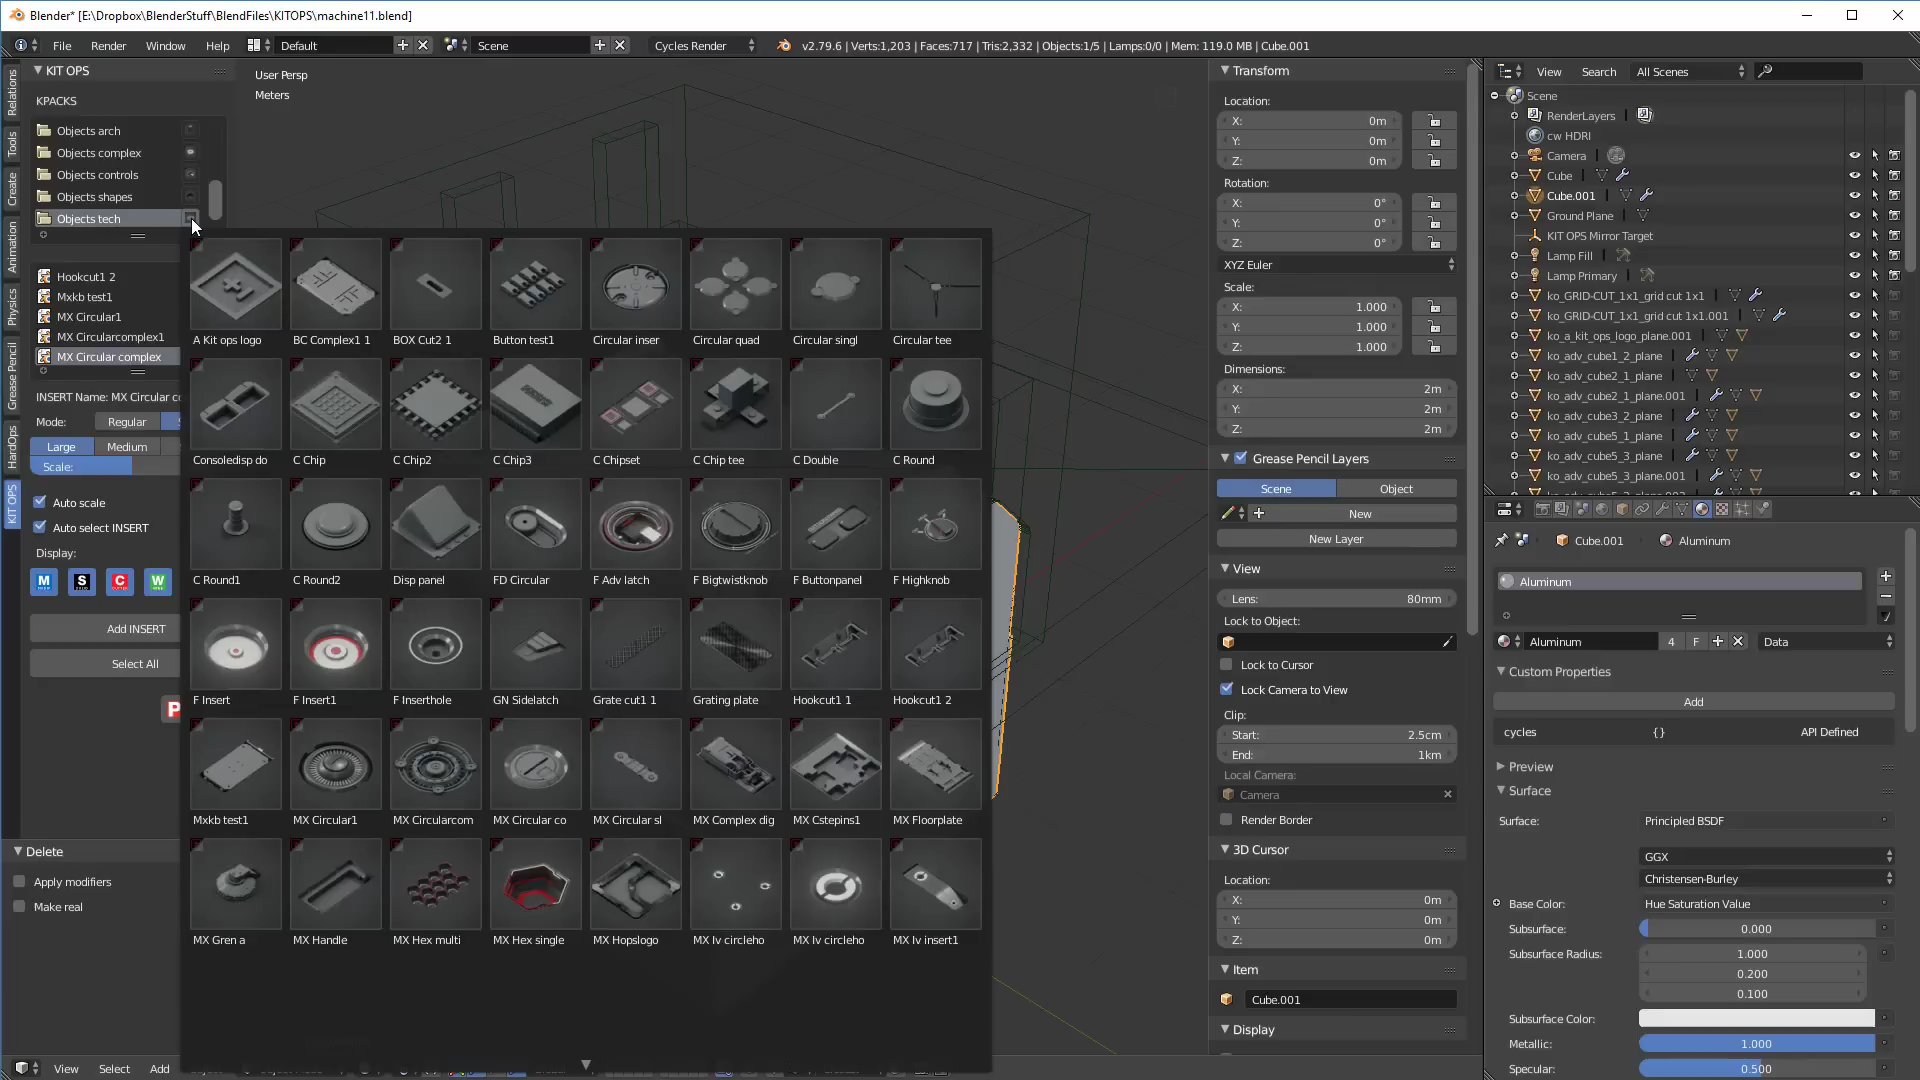 Blender* [E:\Dropbox\BlenderStuff\BlendFiles\KITOPS\machine11.blend]
File Render Window Help Default Scene Cycles Render v2.79.6 | Verts:1,203 | Faces:717 | Tris:2,332 | Objects:1/5 | Lamps:0/0 | Mem: 119.0 MB | Cube.001
Relations
Tools
Create
Animation
Physics
Grease Pencil
HardOps
KIT OPS
KIT OPS
KPACKS
Objects arch
Objects complex
Objects controls
Objects shapes
Objects tech
Hookcut1 2
Mxkb test1
MX Circular1
MX Circularcomplex1
MX Circular complex
INSERT Name: MX Circular co
Mode: Regular
Large Medium
Scale:
Auto scale
Auto select INSERT
Display:
M S C W
Add INSERT
Select All
P
Delete
Apply modifiers
Make real
View Select Add
User Persp
Meters
A Kit ops logo BC Complex1 1 BOX Cut2 1 Button test1 Circular inser Circular quad Circular singl Circular tee
Consoledisp do C Chip C Chip2 C Chip3 C Chipset C Chip tee C Double C Round
C Round1 C Round2 Disp panel FD Circular F Adv latch F Bigtwistknob F Buttonpanel F Highknob
F Insert F Insert1 F Inserthole GN Sidelatch Grate cut1 1 Grating plate Hookcut1 1 Hookcut1 2
Mxkb test1 MX Circular1 MX Circularcom MX Circular co MX Circular sl MX Complex dig MX Cstepins1 MX Floorplate
MX Gren a MX Handle MX Hex multi MX Hex single MX Hopslogo MX Iv circleho MX Iv circleho MX Iv insert1
Transform
Location:
X: 0m
Y: 0m
Z: 0m
Rotation:
X: 0°
Y: 0°
Z: 0°
XYZ Euler
Scale:
X: 1.000
Y: 1.000
Z: 1.000
Dimensions:
X: 2m
Y: 2m
Z: 2m
Grease Pencil Layers
Scene Object
New
New Layer
View
Lens: 80mm
Lock to Object:
Lock to Cursor
Lock Camera to View
Clip:
Start: 2.5cm
End: 1km
Local Camera:
Camera
Render Border
3D Cursor
Location:
X: 0m
Y: 0m
Z: 0m
Item
Cube.001
Display
View Search All Scenes
Scene
RenderLayers
cw HDRI
Camera
Cube
Cube.001
Ground Plane
KIT OPS Mirror Target
Lamp Fill
Lamp Primary
ko_GRID-CUT_1x1_grid cut 1x1
ko_GRID-CUT_1x1_grid cut 1x1.001
ko_a_kit_ops_logo_plane.001
ko_adv_cube1_2_plane
ko_adv_cube2_1_plane
ko_adv_cube2_1_plane.001
ko_adv_cube3_2_plane
ko_adv_cube5_1_plane
ko_adv_cube5_3_plane
ko_adv_cube5_3_plane.001
Cube.001 Aluminum
Aluminum
Aluminum 4 F Data
Custom Properties
Add
cycles {} API Defined
Preview
Surface
Surface: Principled BSDF
GGX
Christensen-Burley
Base Color: Hue Saturation Value
Subsurface: 0.000
Subsurface Radius: 1.000
0.200
0.100
Subsurface Color:
Metallic: 1.000
Specular: 0.500